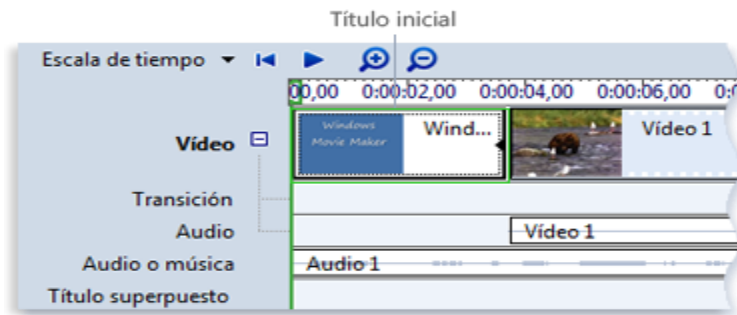 Título inicial
Escala de tiempo
00,00 0:00:02,00 0:00:04,00 0:00:06,00
Vídeo
Windows Movie Maker
Wind...
Vídeo 1
Transición
Audio
Vídeo 1
Audio o música
Audio 1
Título superpuesto